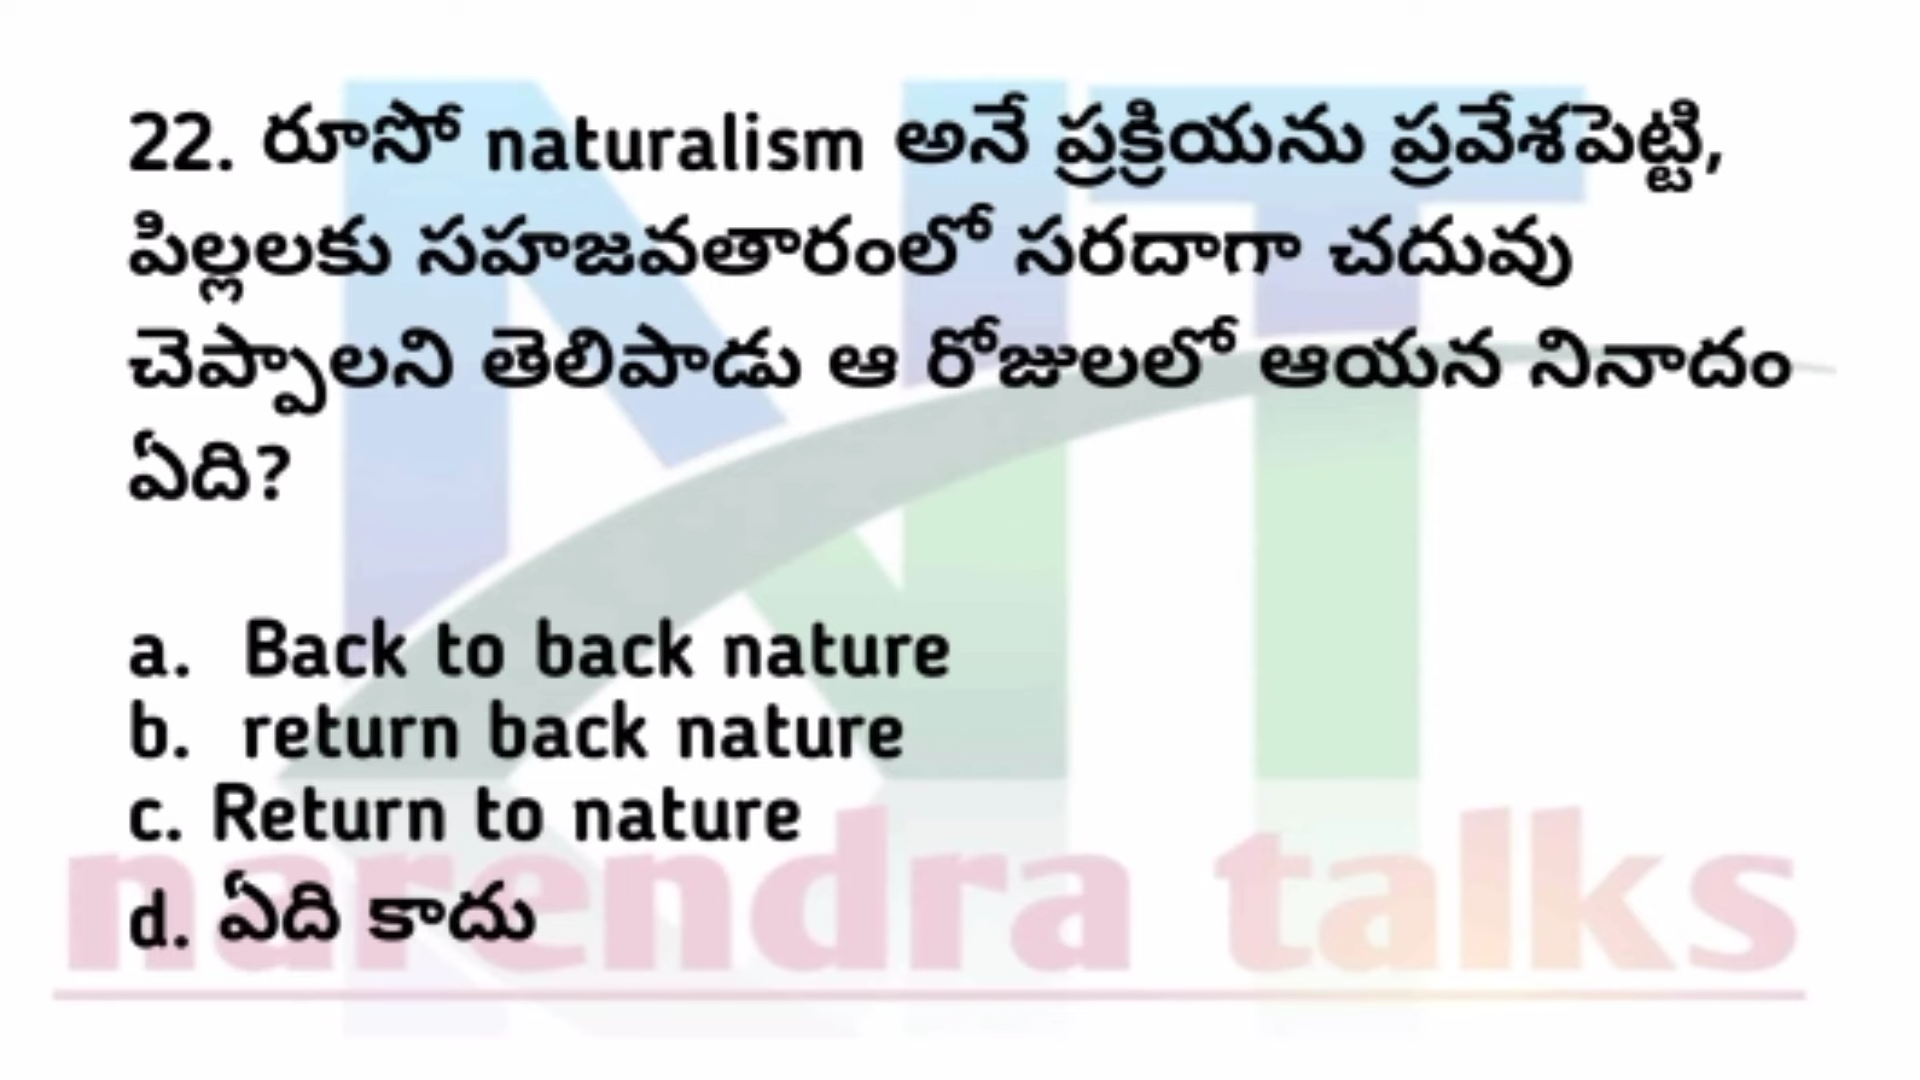 22. రూసో naturalism అనే ప్రక్రియను ప్రవేశపెట్టి,
పిల్లలకు సహజవతారంలో సరదాగా చదువు
చెప్పాలని తెలిపాడు ఆ రోజులలో ఆయన నినాదం
ఏది?
a. Back to back nature
b. return back nature
c. Return to nature
d. ఏది కాదు
NT
narendra talks